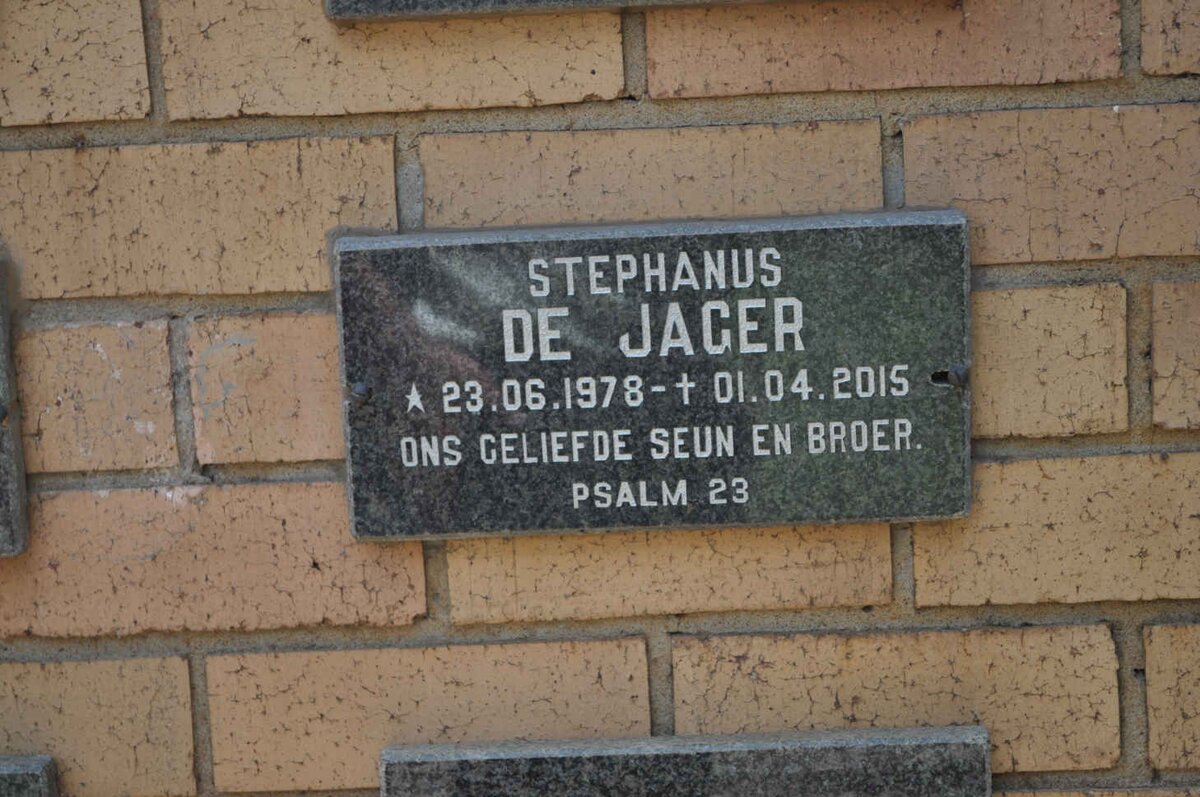 STEPHANUS
DE JAGER
★ 23.06.1978-✝ 01.04.2015
ONS GELIEFDE SEUN EN BROER.
PSALM 23